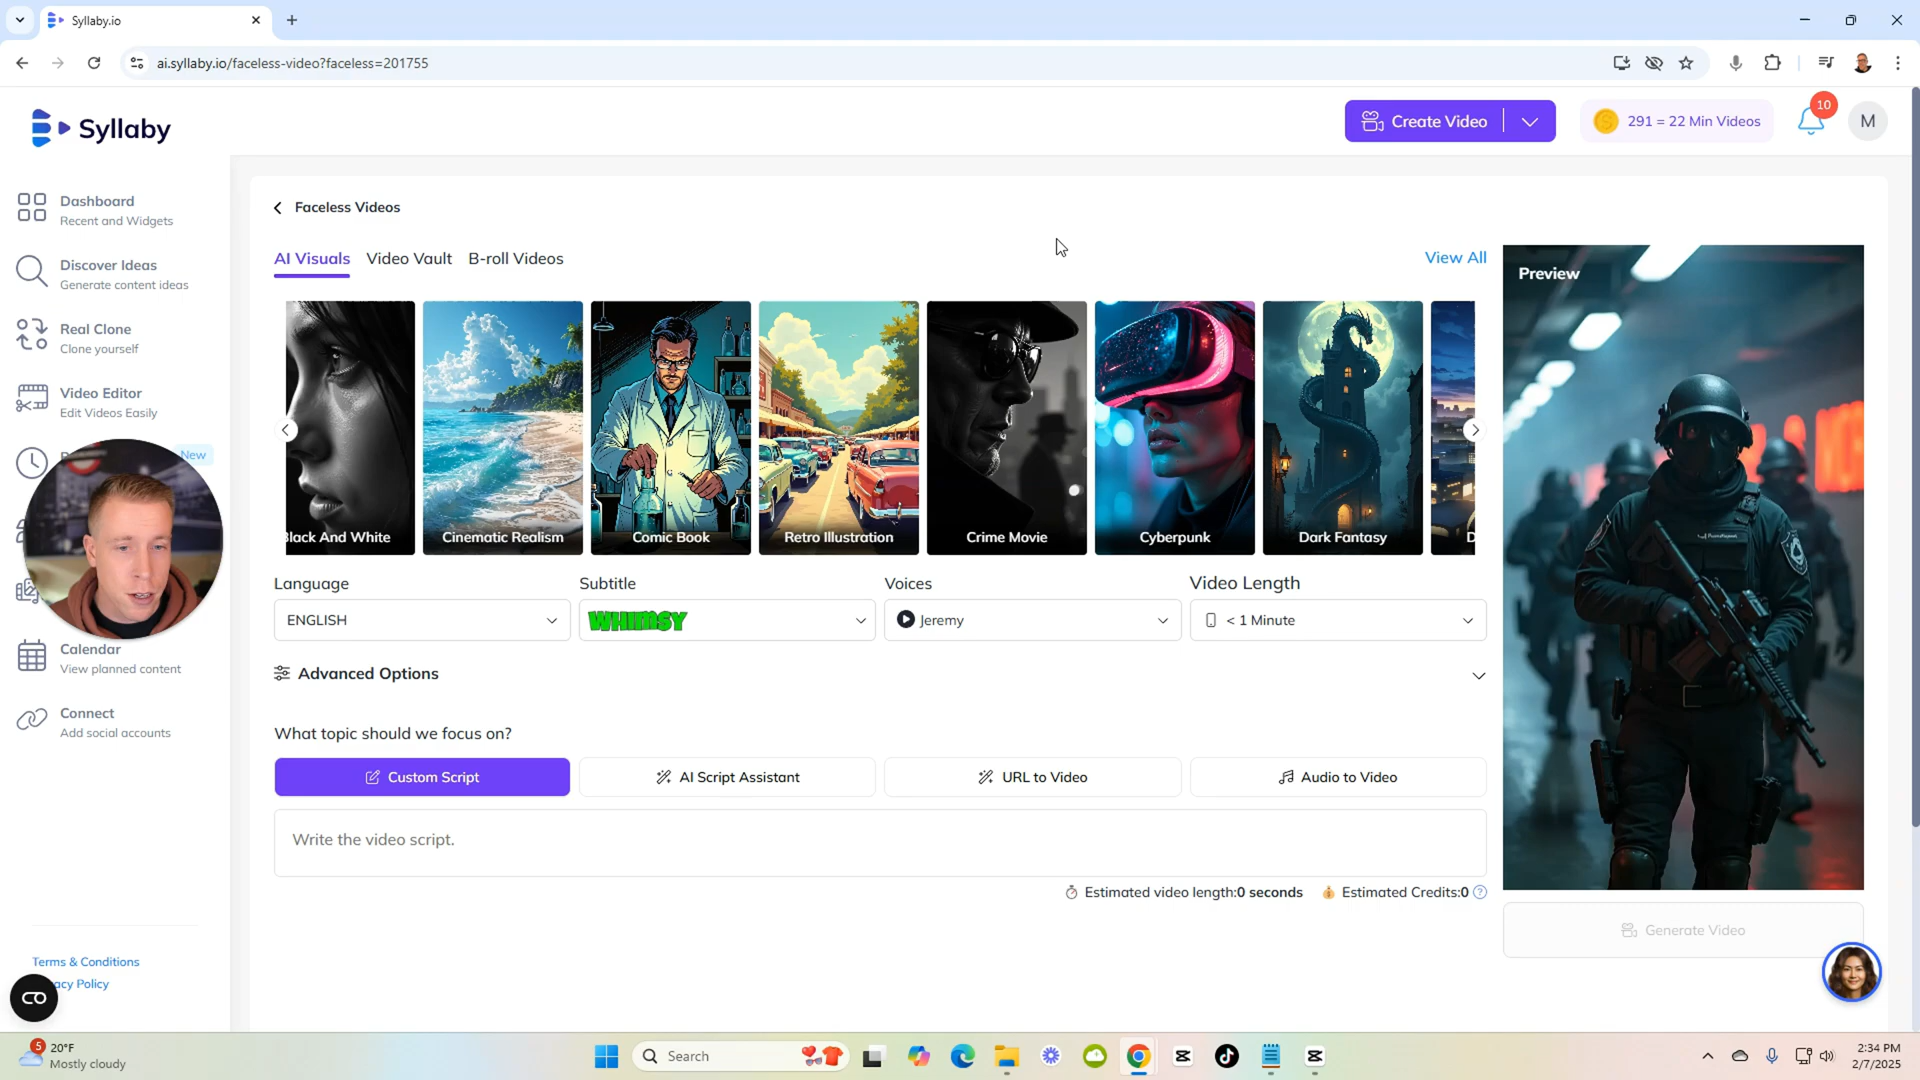 Syllaby.io
ai.syllaby.io/faceless-video?faceless=201755
Syllaby
Create Video
291 = 22 Min Videos
10
M
Dashboard
Recent and Widgets
Discover Ideas
Generate content ideas
Real Clone
Clone yourself
Video Editor
Edit Videos Easily
New
Calendar
View planned content
Connect
Add social accounts
Terms & Conditions
acy Policy
Faceless Videos
AI Visuals
Video Vault
B-roll Videos
View All
Preview
Black And White
Cinematic Realism
Comic Book
Retro Illustration
Crime Movie
Cyberpunk
Dark Fantasy
D
Language
Subtitle
Voices
Video Length
ENGLISH
WHIMSY
Jeremy
< 1 Minute
Advanced Options
What topic should we focus on?
Custom Script
AI Script Assistant
URL to Video
Audio to Video
Write the video script.
Estimated video length:0 seconds
Estimated Credits:0
Generate Video
5
20°F
Mostly cloudy
Search
2:34 PM
2/7/2025